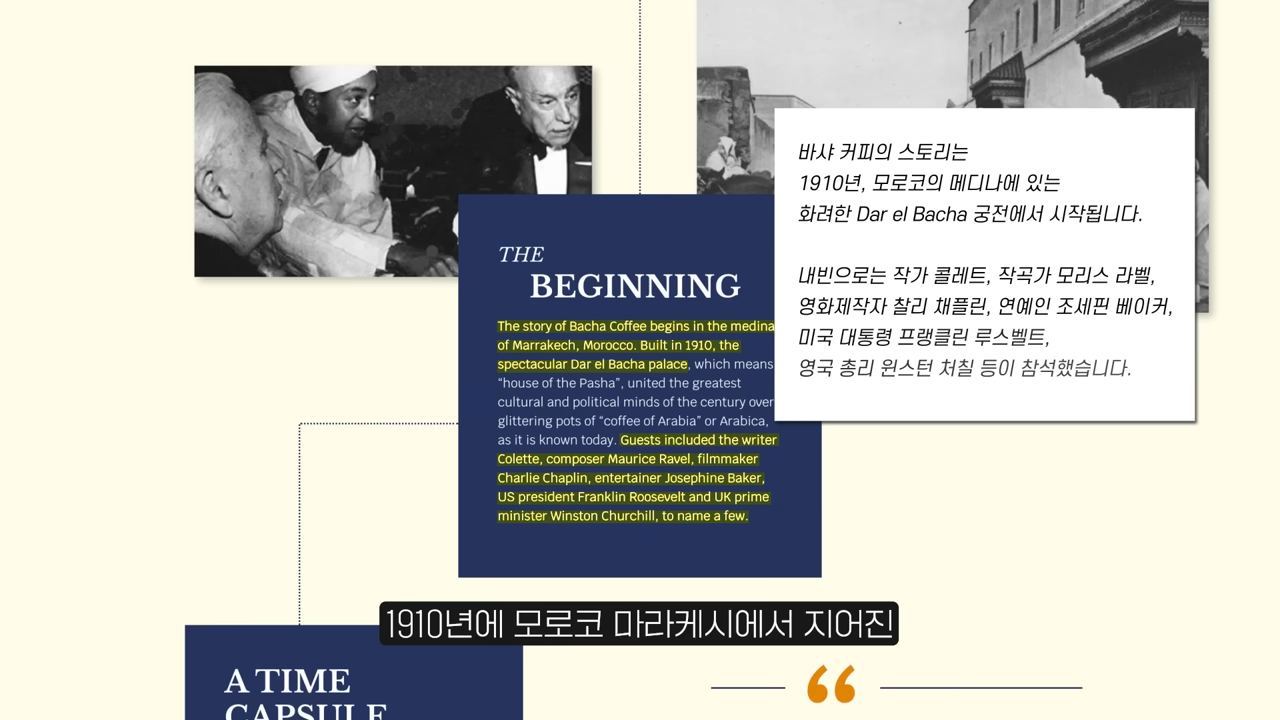 바샤 커피의 스토리는
1910년, 모로코의 메디나에 있는
화려한 Dar el Bacha 궁전에서 시작됩니다.
내빈으로는 작가 콜레트, 작곡가 모리스 라벨,
영화제작자 찰리 채플린, 연예인 조세핀 베이커,
미국 대통령 프랭클린 루스벨트,
영국 총리 윈스턴 처칠 등이 참석했습니다.
THE
BEGINNING
The story of Bacha Coffee begins in the medina
of Marrakech, Morocco. Built in 1910, the
spectacular Dar el Bacha palace, which means
“house of the Pasha”, united the greatest
cultural and political minds of the century over
glittering pots of “coffee of Arabia” or Arabica,
as it is known today. Guests included the writer
Colette, composer Maurice Ravel, filmmaker
Charlie Chaplin, entertainer Josephine Baker,
US president Franklin Roosevelt and UK prime
minister Winston Churchill, to name a few.
1910년에 모로코 마라케시에서 지어진
A TIME
CAPSULE
“